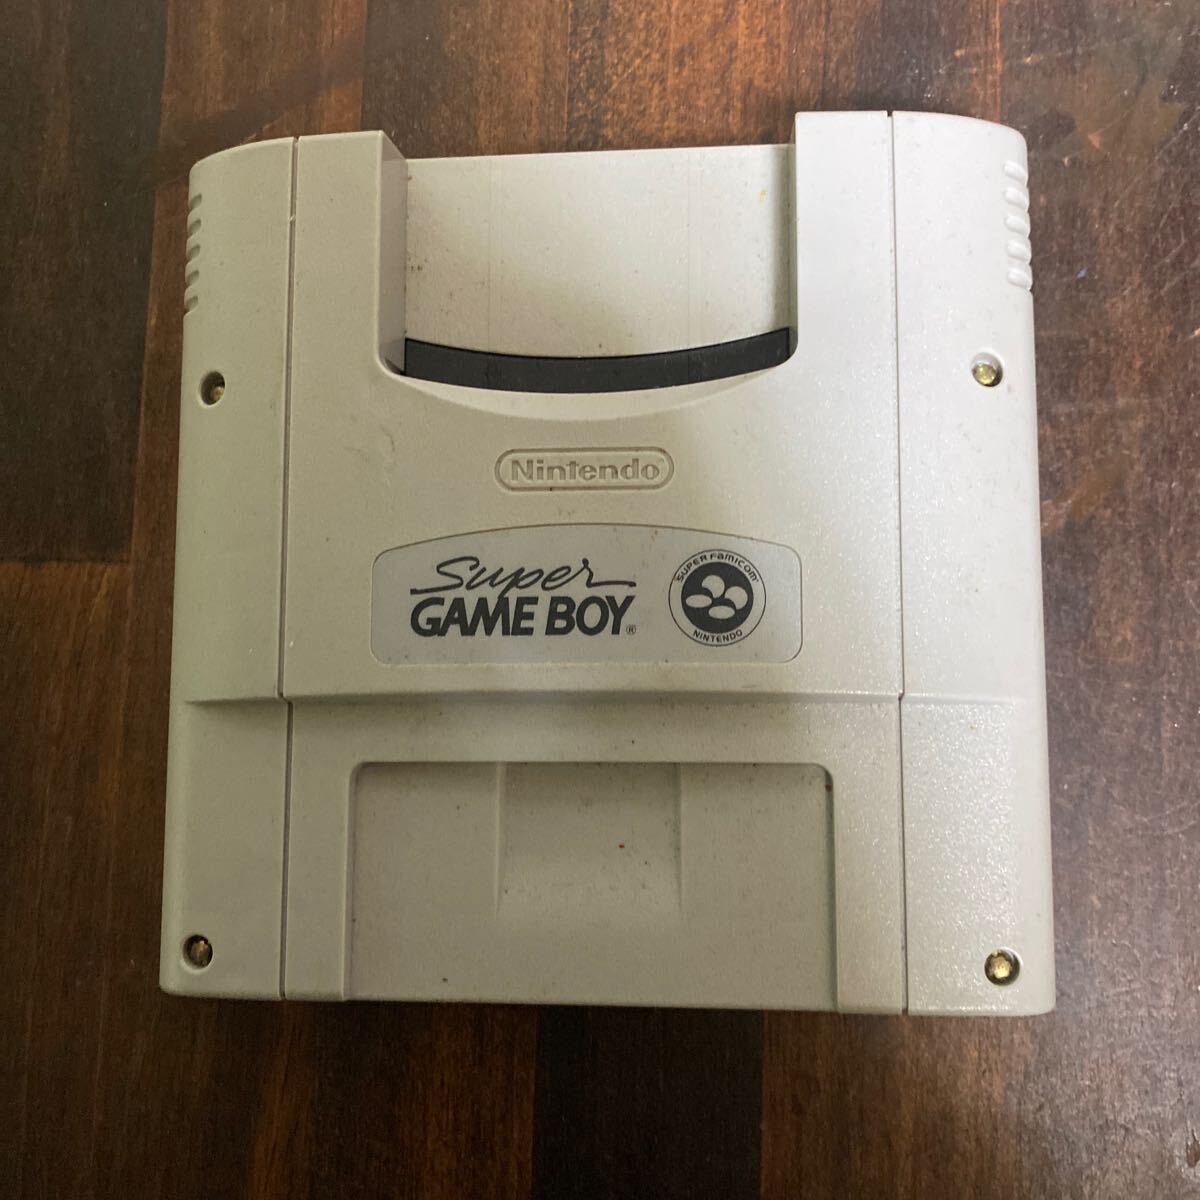 Nintendo
Super
GAME BOY®
SUPER FAMICOM
NINTENDO